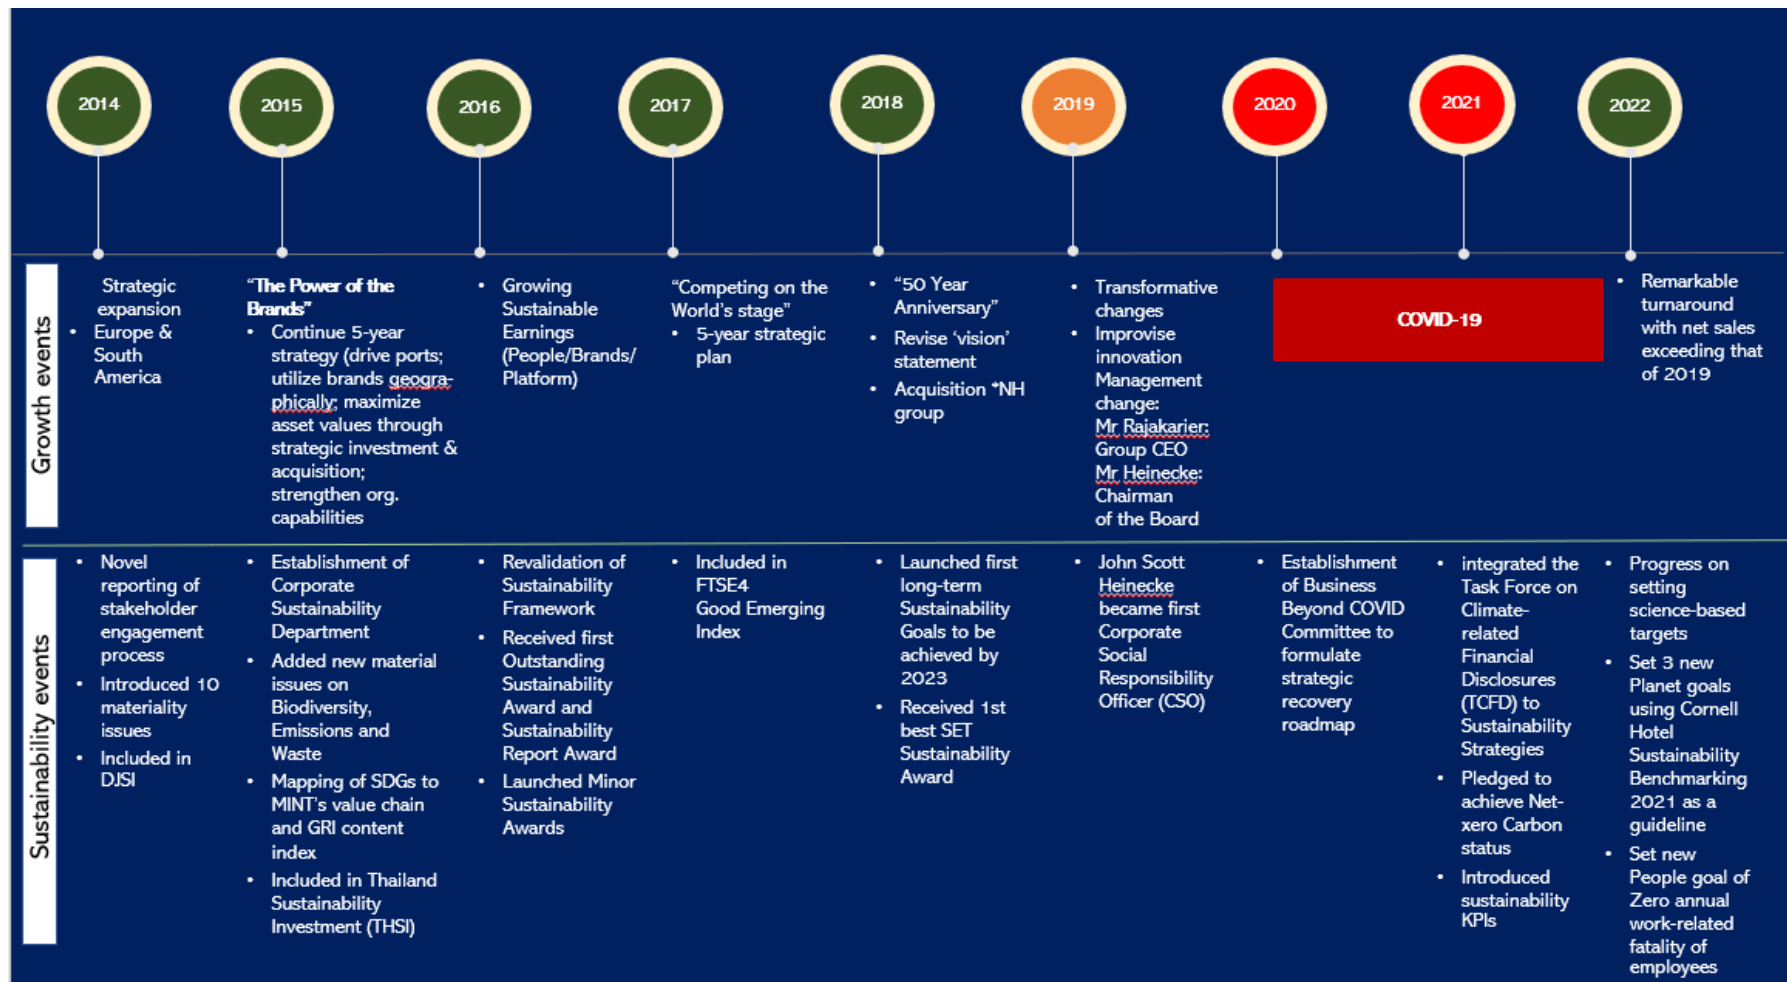 2014
2015
2016
2017
2018
2019
2020
2021
2022
Growth events
Strategic
expansion
• Europe &
South
America
“The Power of the
Brands”
• Continue 5-year
strategy (drive ports;
utilize brands geogra-
phically; maximize
asset values through
strategic investment &
acquisition;
strengthen org.
capabilities
• Growing
Sustainable
Earnings
(People/Brands/
Platform)
“Competing on the
World’s stage”
• 5-year strategic
plan
• “50 Year
Anniversary”
• Revise ‘vision’
statement
• Acquisition *NH
group
• Transformative
changes
• Improvise
innovation
Management
change:
Mr Rajakarier:
Group CEO
Mr Heinecke:
Chairman
of the Board
COVID-19
• Remarkable
turnaround
with net sales
exceeding that
of 2019
Sustainability events
• Novel
reporting of
stakeholder
engagement
process
• Introduced 10
materiality
issues
• Included in
DJSI
• Establishment of
Corporate
Sustainability
Department
• Added new material
issues on
Biodiversity,
Emissions and
Waste
• Mapping of SDGs to
MINT’s value chain
and GRI content
index
• Included in Thailand
Sustainability
Investment (THSI)
• Revalidation of
Sustainability
Framework
• Received first
Outstanding
Sustainability
Award and
Sustainability
Report Award
• Launched Minor
Sustainability
Awards
• Included in
FTSE4
Good Emerging
Index
• Launched first
long-term
Sustainability
Goals to be
achieved by
2023
• Received 1st
best SET
Sustainability
Award
• John Scott
Heinecke
became first
Corporate
Social
Responsibility
Officer (CSO)
• Establishment
of Business
Beyond COVID
Committee to
formulate
strategic
recovery
roadmap
• integrated the
Task Force on
Climate-
related
Financial
Disclosures
(TCFD) to
Sustainability
Strategies
• Pledged to
achieve Net-
xero Carbon
status
• Introduced
sustainability
KPIs
• Progress on
setting
science-based
targets
• Set 3 new
Planet goals
using Cornell
Hotel
Sustainability
Benchmarking
2021 as a
guideline
• Set new
People goal of
Zero annual
work-related
fatality of
employees